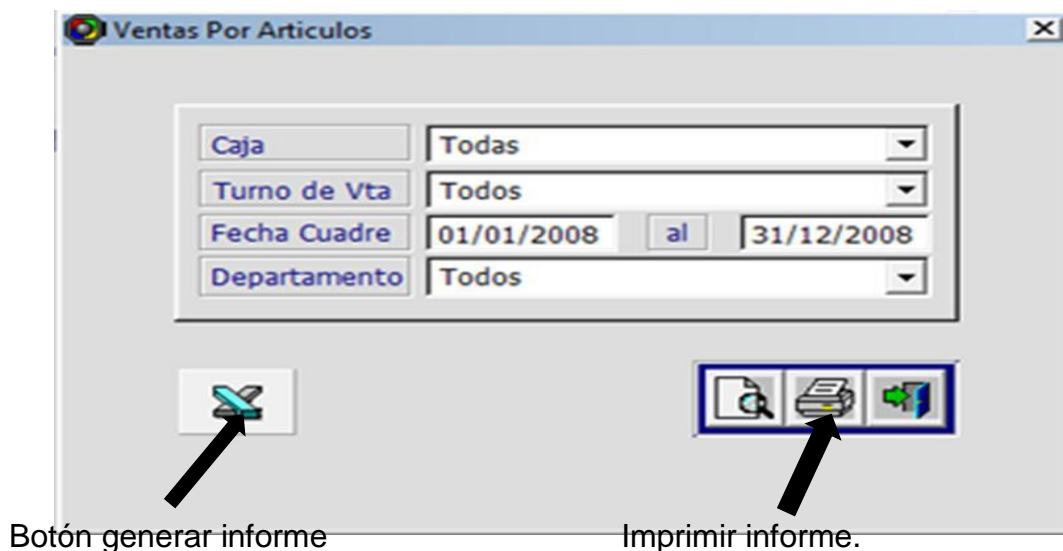 Ventas Por Articulos
Caja Todas
Turno de Vta Todos
Fecha Cuadre 01/01/2008 al 31/12/2008
Departamento Todos
Botón generar informe Imprimir informe.